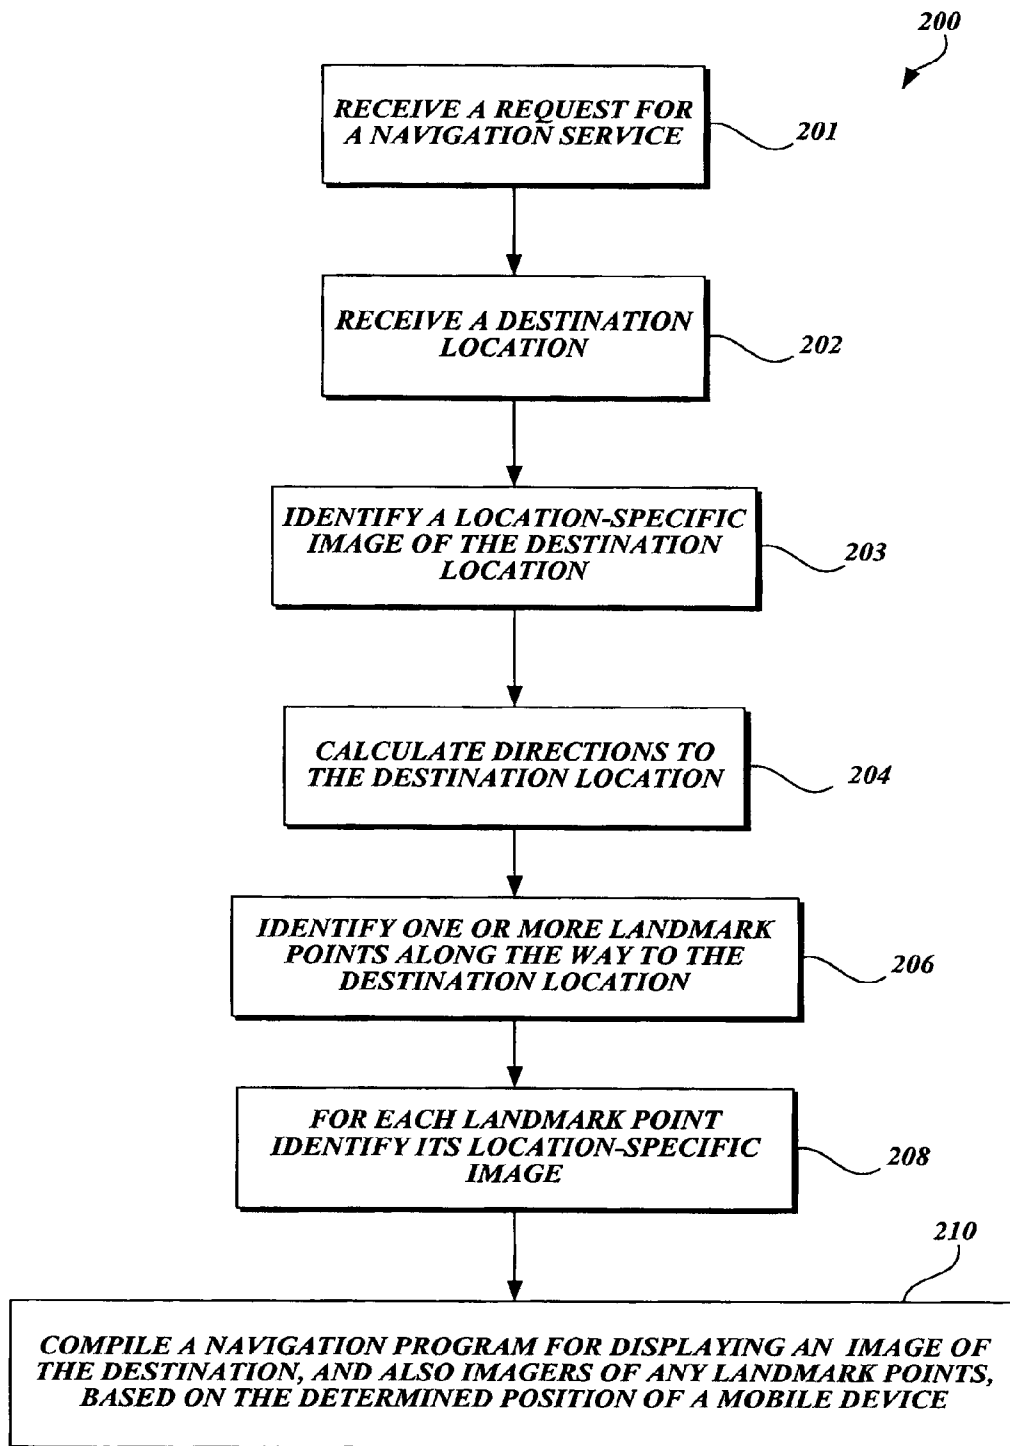 200
RECEIVE A REQUEST FOR
A NAVIGATION SERVICE
201
RECEIVE A DESTINATION
LOCATION
202
IDENTIFY A LOCATION-SPECIFIC
IMAGE OF THE DESTINATION
LOCATION
203
CALCULATE DIRECTIONS TO
THE DESTINATION LOCATION
204
IDENTIFY ONE OR MORE LANDMARK
POINTS ALONG THE WAY TO THE
DESTINATION LOCATION
206
FOR EACH LANDMARK POINT
IDENTIFY ITS LOCATION-SPECIFIC
IMAGE
208
210
COMPILE A NAVIGATION PROGRAM FOR DISPLAYING AN IMAGE OF
THE DESTINATION, AND ALSO IMAGERS OF ANY LANDMARK POINTS,
BASED ON THE DETERMINED POSITION OF A MOBILE DEVICE